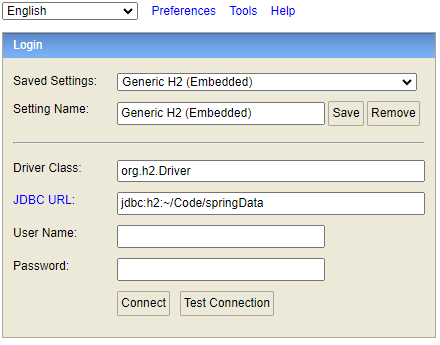 English Preferences Tools Help
Login
Saved Settings: Generic H2 (Embedded)
Setting Name: Generic H2 (Embedded) Save Remove
Driver Class: org.h2.Driver
JDBC URL: jdbc:h2:~/Code/springData
User Name:
Password:
Connect Test Connection